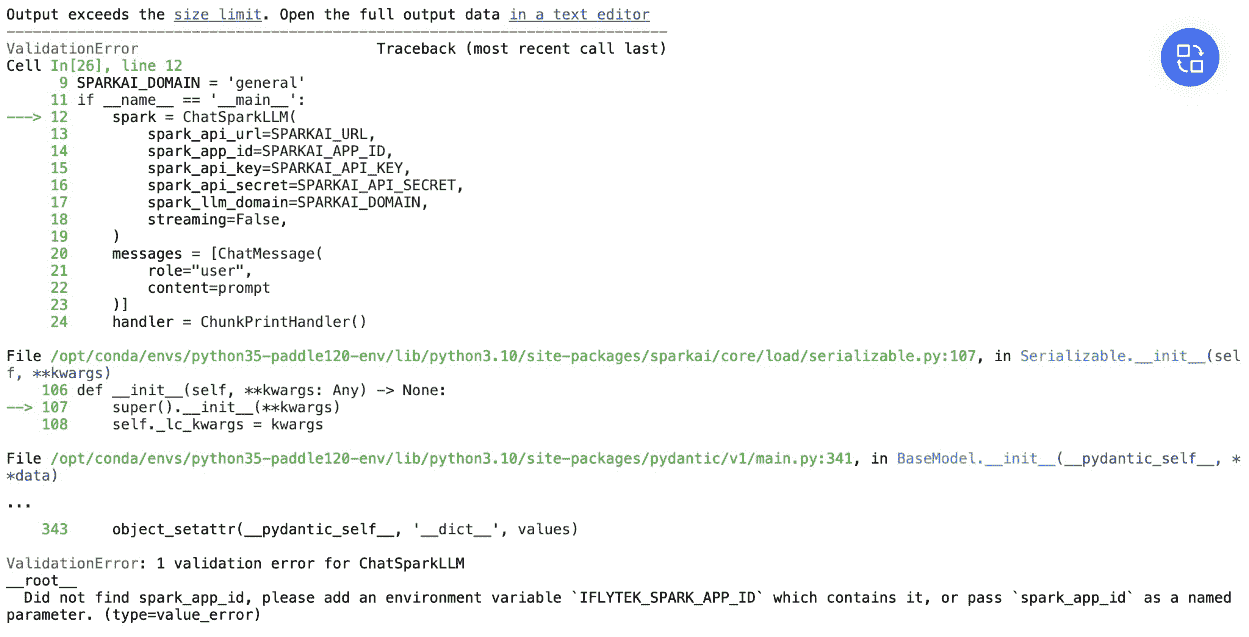 Output exceeds the size limit. Open the full output data in a text editor
---------------------------------------------------------------------------
ValidationError                           Traceback (most recent call last)
Cell In[26], line 12
      9 SPARKAI_DOMAIN = 'general'
     11 if __name__ == '__main__':
---> 12     spark = ChatSparkLLM(
     13         spark_api_url=SPARKAI_URL,
     14         spark_app_id=SPARKAI_APP_ID,
     15         spark_api_key=SPARKAI_API_KEY,
     16         spark_api_secret=SPARKAI_API_SECRET,
     17         spark_llm_domain=SPARKAI_DOMAIN,
     18         streaming=False,
     19     )
     20     messages = [ChatMessage(
     21         role="user",
     22         content=prompt
     23     )]
     24     handler = ChunkPrintHandler()
File /opt/conda/envs/python35-paddle120-env/lib/python3.10/site-packages/sparkai/core/load/serializable.py:107, in Serializable.__init__(sel
f, **kwargs)
    106 def __init__(self, **kwargs: Any) -> None:
--> 107     super().__init__(**kwargs)
    108     self._lc_kwargs = kwargs
File /opt/conda/envs/python35-paddle120-env/lib/python3.10/site-packages/pydantic/v1/main.py:341, in BaseModel.__init__(__pydantic_self__, *
*data)
...
    343     object_setattr(__pydantic_self__, '__dict__', values)
ValidationError: 1 validation error for ChatSparkLLM
__root__
  Did not find spark_app_id, please add an environment variable `IFLYTEK_SPARK_APP_ID` which contains it, or pass `spark_app_id` as a named
parameter. (type=value_error)